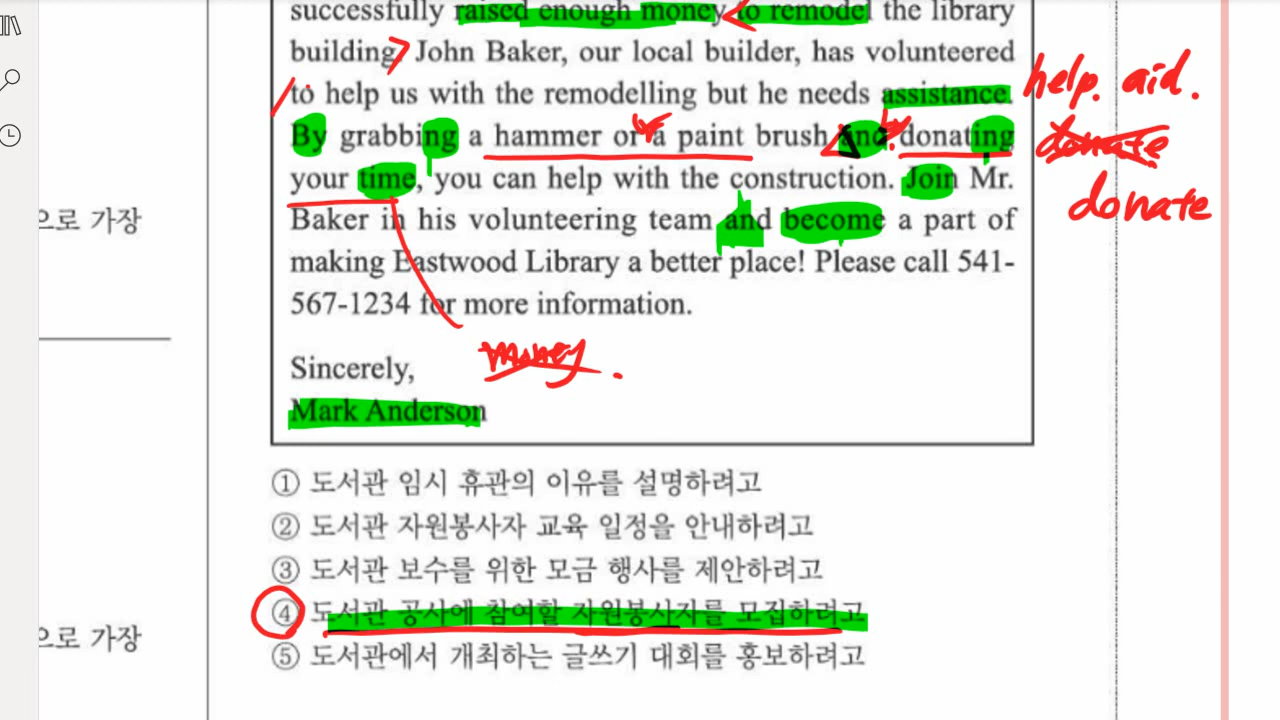 successfully raised enough money to remodel the library
building. John Baker, our local builder, has volunteered
to help us with the remodelling but he needs assistance. help. aid.
By grabbing a hammer or a paint brush and donating donate
your time, you can help with the construction. Join Mr. donate
Baker in his volunteering team and become a part of
making Eastwood Library a better place! Please call 541-
567-1234 for more information.
money.
Sincerely,
Mark Anderson
① 도서관 임시 휴관의 이유를 설명하려고
② 도서관 자원봉사자 교육 일정을 안내하려고
③ 도서관 보수를 위한 모금 행사를 제안하려고
④ 도서관 공사에 참여할 자원봉사자를 모집하려고
⑤ 도서관에서 개최하는 글쓰기 대회를 홍보하려고
으로 가장
으로 가장